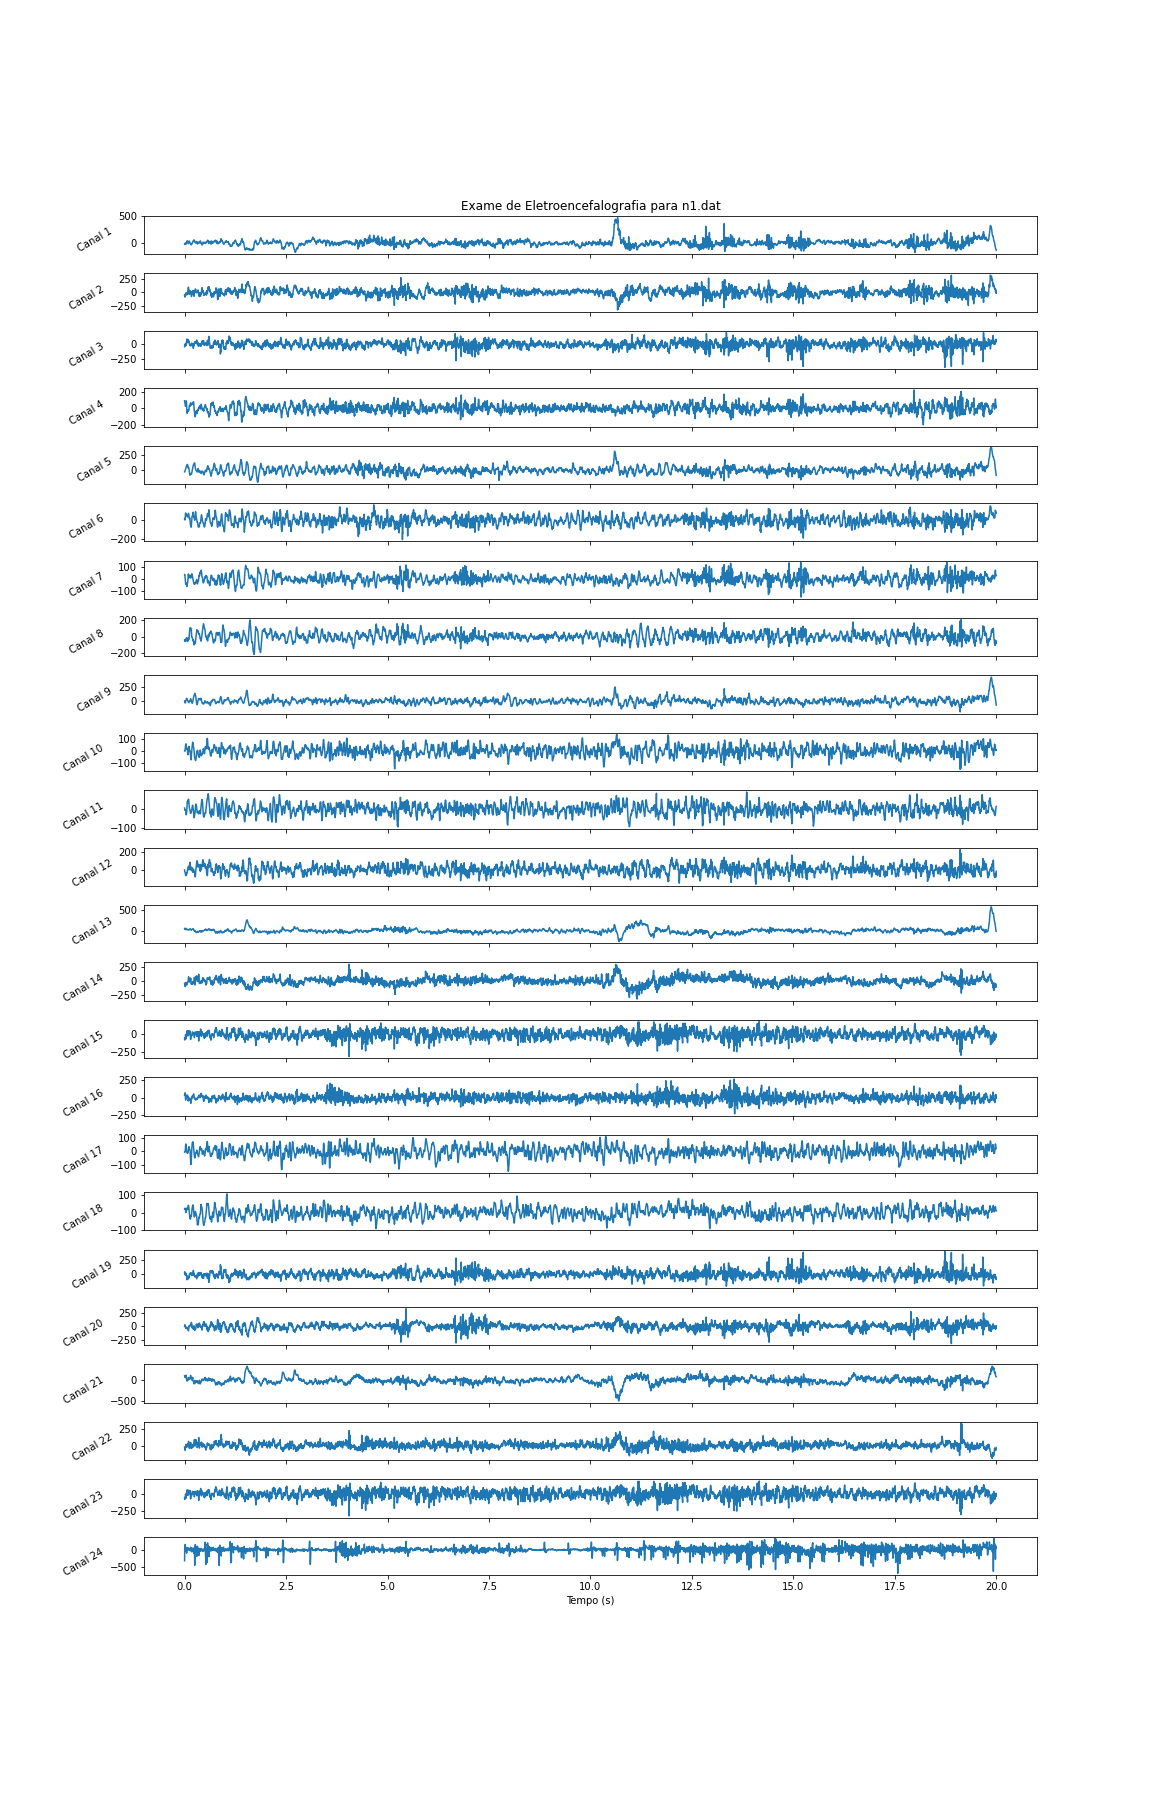 Exame de Eletroencefalografia para n1.dat
500
0
Canal 1
250
0
−250
Canal 2
0
−250
Canal 3
200
0
−200
Canal 4
250
0
Canal 5
0
−200
Canal 6
100
0
−100
Canal 7
200
0
−200
Canal 8
250
0
Canal 9
100
0
−100
Canal 10
0
−100
Canal 11
200
0
Canal 12
500
0
Canal 13
250
0
−250
Canal 14
0
−250
Canal 15
250
0
−250
Canal 16
100
0
−100
Canal 17
100
0
−100
Canal 18
250
0
Canal 19
250
0
−250
Canal 20
0
−500
Canal 21
250
0
Canal 22
0
−250
Canal 23
0
−500
Canal 24
0.0 2.5 5.0 7.5 10.0 12.5 15.0 17.5 20.0
Tempo (s)